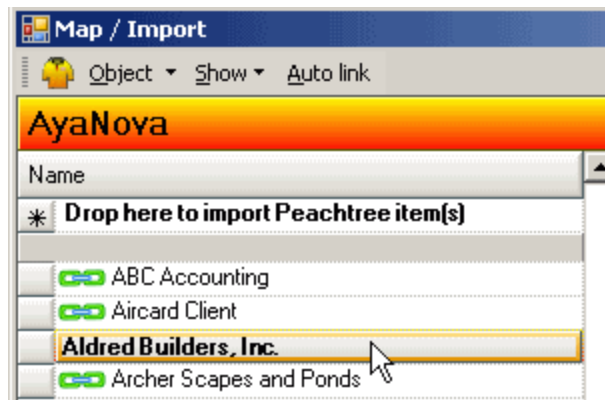 Map / Import
Object Show Auto link
AyaNova
Name
Drop here to import Peachtree item(s)
ABC Accounting
Aircard Client
Aldred Builders, Inc.
Archer Scapes and Ponds